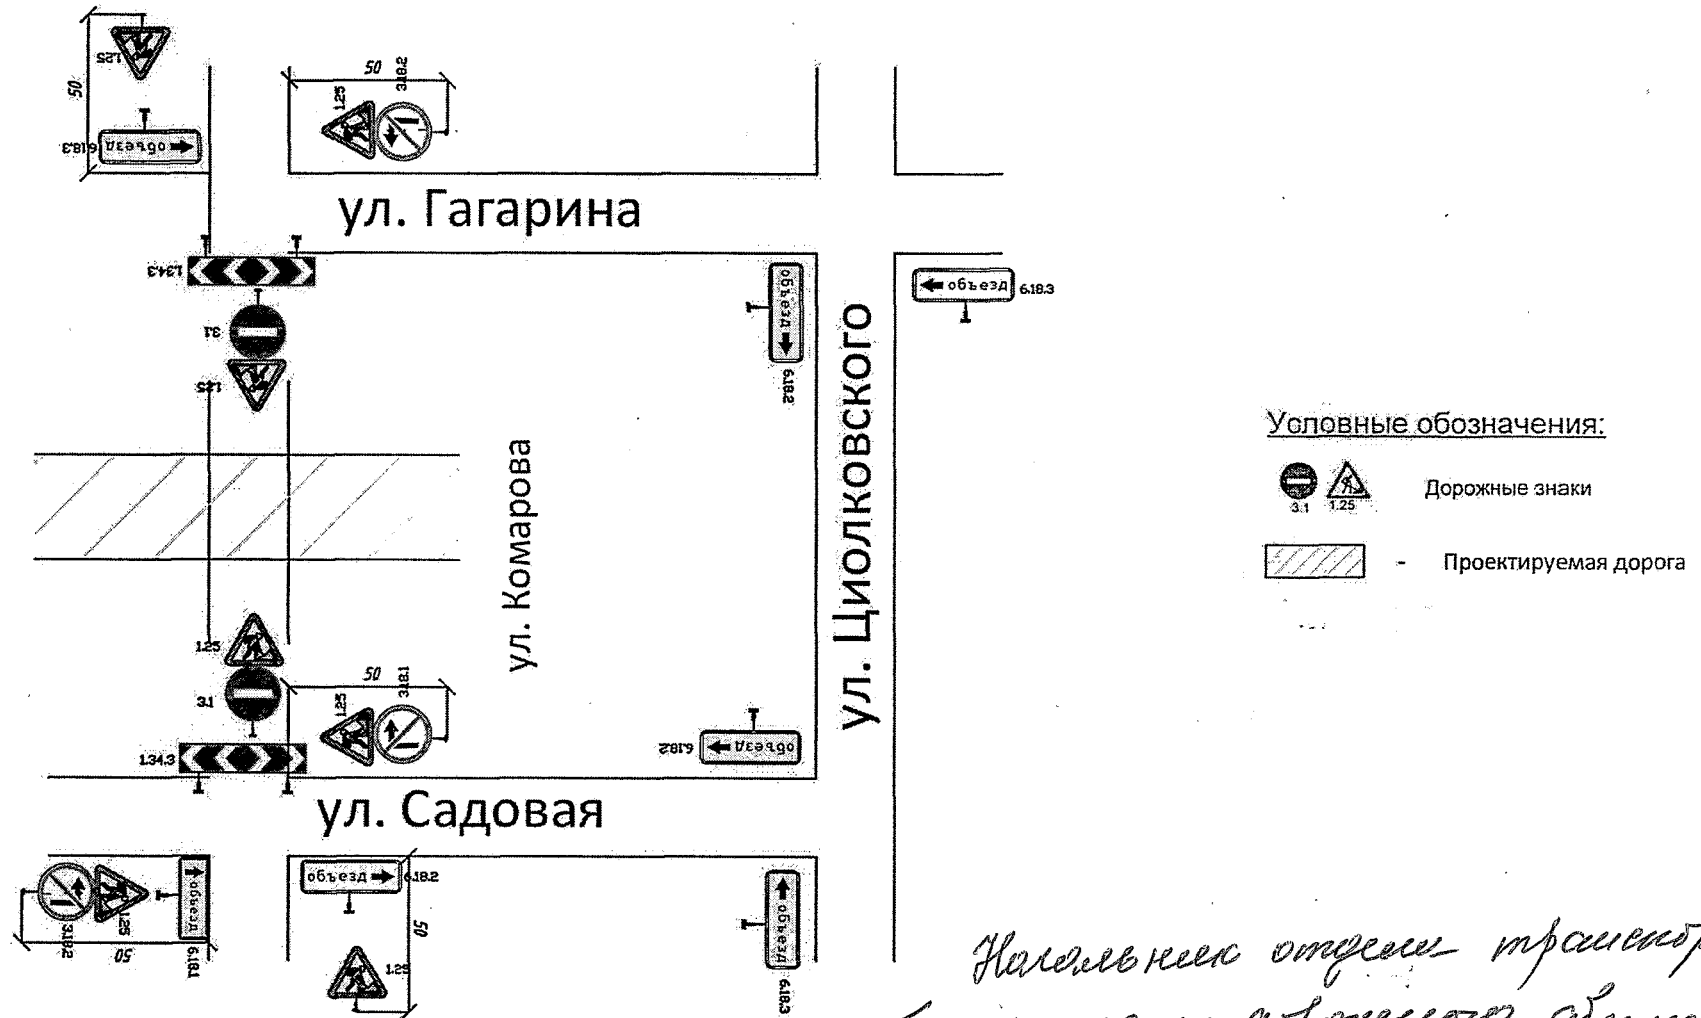 1.25
50
6.18.3
объезд
50
3.18.2
1.25
ул. Гагарина
1.34.3
3.1
1.25
объезд
6.18.2
объезд
6.18.3
ул. Комарова
ул. Циолковского
Условные обозначения:
3.1
1.25
Дорожные знаки
- Проектируемая дорога
1.25
3.1
1.34.3
50
3.18.1
1.25
6.18.2
объезд
ул. Садовая
3.18.2
1.25
50
объезд
6.18.1
объезд
6.18.2
50
1.25
объезд
6.18.3